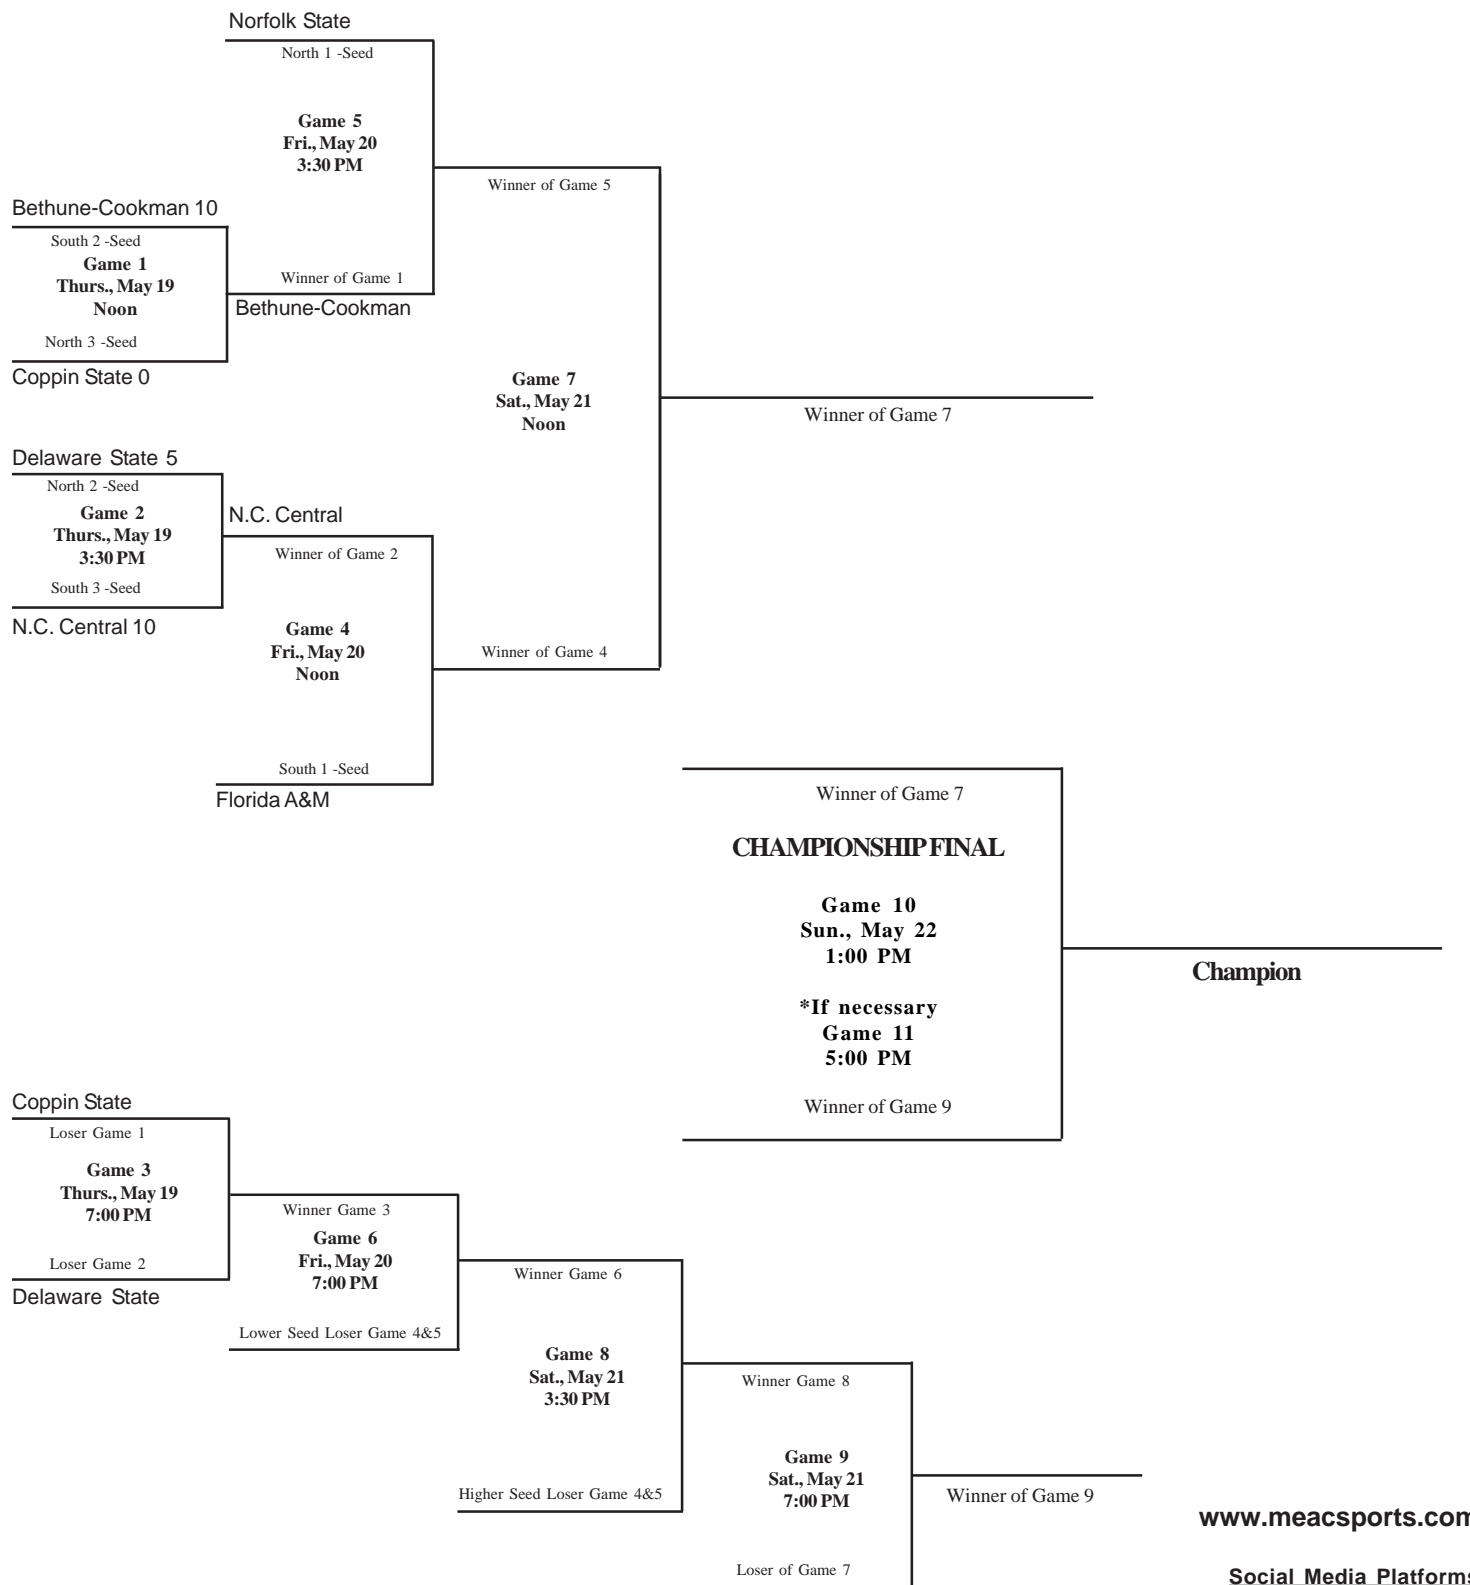 Norfolk State
North 1 -Seed
Game 5
Fri., May 20
3:30 PM
Winner of Game 5
Bethune-Cookman 10
South 2 -Seed
Game 1
Thurs., May 19
Noon
North 3 -Seed
Coppin State 0
Winner of Game 1
Bethune-Cookman
Game 7
Sat., May 21
Noon
Winner of Game 7
Delaware State 5
North 2 -Seed
Game 2
Thurs., May 19
3:30 PM
South 3 -Seed
N.C. Central 10
N.C. Central
Winner of Game 2
Game 4
Fri., May 20
Noon
Winner of Game 4
South 1 -Seed
Florida A&M
Winner of Game 7
CHAMPIONSHIP FINAL
Game 10
Sun., May 22
1:00 PM
*If necessary
Game 11
5:00 PM
Winner of Game 9
Champion
Coppin State
Loser Game 1
Game 3
Thurs., May 19
7:00 PM
Loser Game 2
Delaware State
Winner Game 3
Game 6
Fri., May 20
7:00 PM
Lower Seed Loser Game 4&5
Winner Game 6
Game 8
Sat., May 21
3:30 PM
Higher Seed Loser Game 4&5
Winner Game 8
Game 9
Sat., May 21
7:00 PM
Loser of Game 7
Winner of Game 9
www.meacsports.com
Social Media Platforms